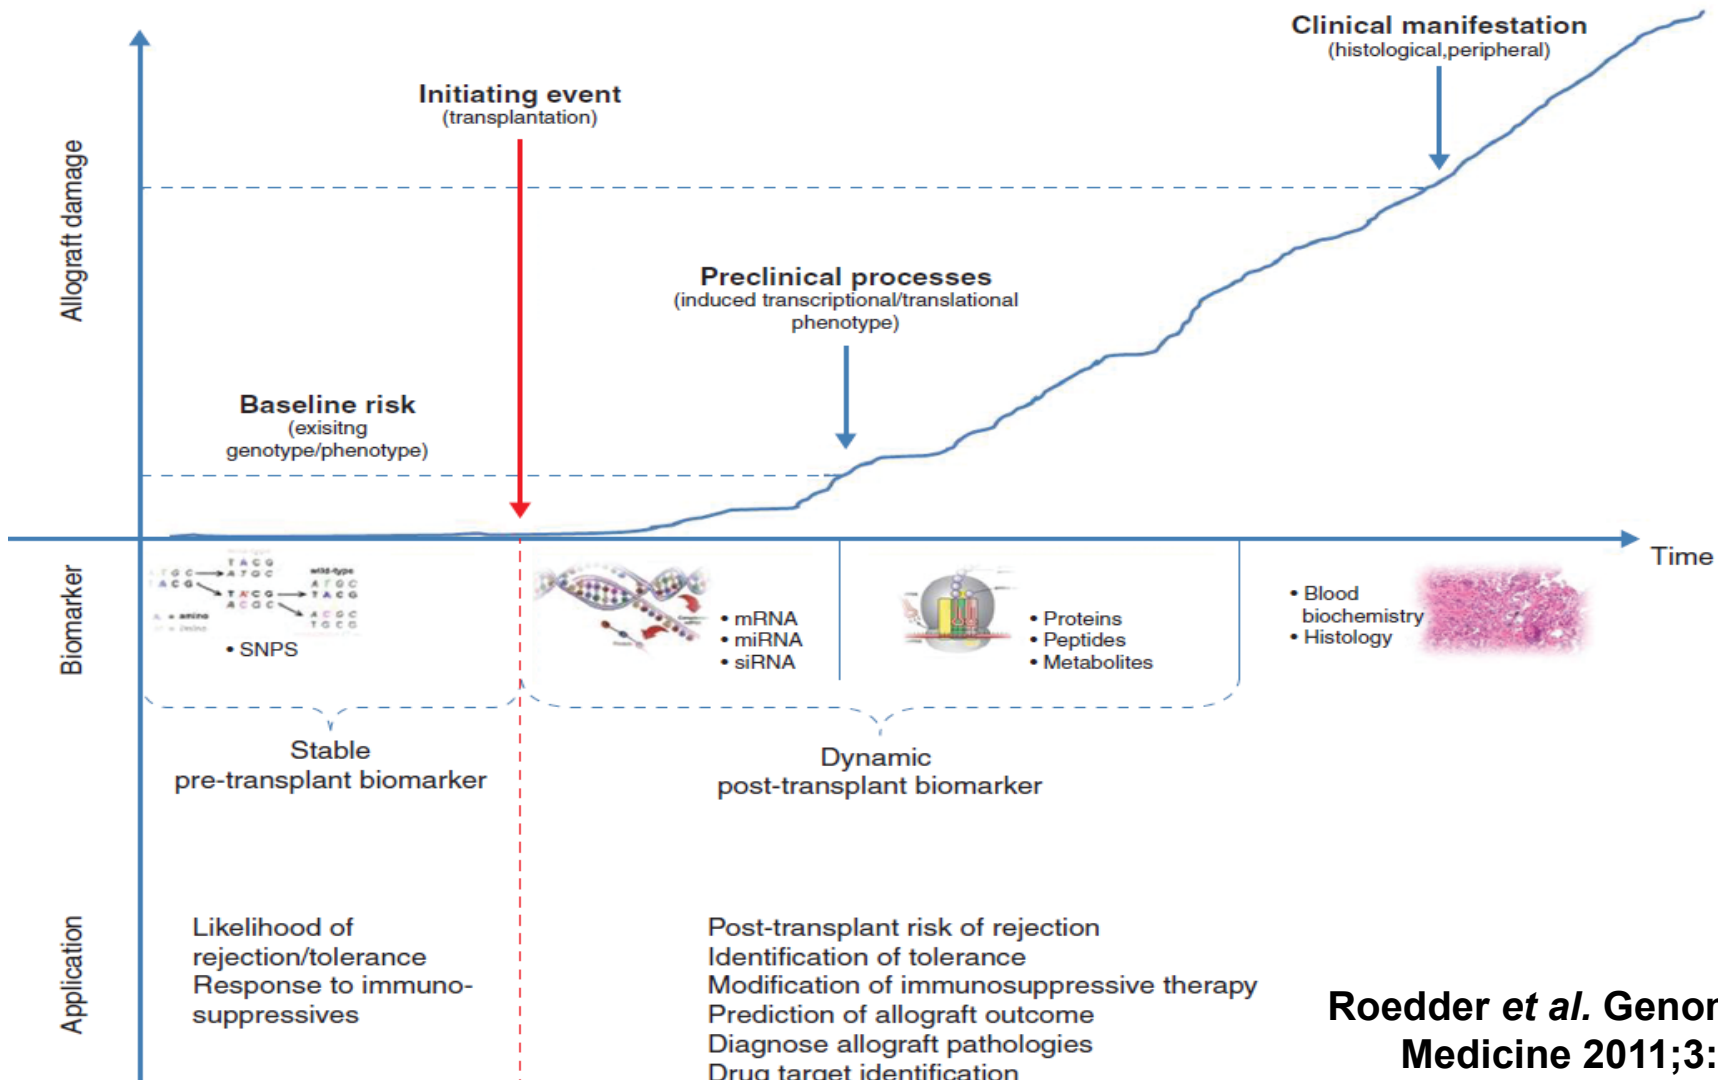 Clinical manifestation
(histological,peripheral)
Initiating event
(transplantation)
Allograft damage
Preclinical processes
(induced transcriptional/translational
phenotype)
Baseline risk
(exisitng
genotype/phenotype)
Time
Biomarker
T A C G
A T G C
T G C
A C G
wild-type
A T G C
T A C G
T A C G
A C G C
A C G C
T G C G
= amino
• SNPS
• mRNA
• miRNA
• siRNA
• Proteins
• Peptides
• Metabolites
• Blood
biochemistry
• Histology
Stable
pre-transplant biomarker
Dynamic
post-transplant biomarker
Application
Likelihood of
rejection/tolerance
Response to immuno-
suppressives
Post-transplant risk of rejection
Identification of tolerance
Modification of immunosuppressive therapy
Prediction of allograft outcome
Diagnose allograft pathologies
Drug target identification
Roedder et al. Genom
Medicine 2011;3: